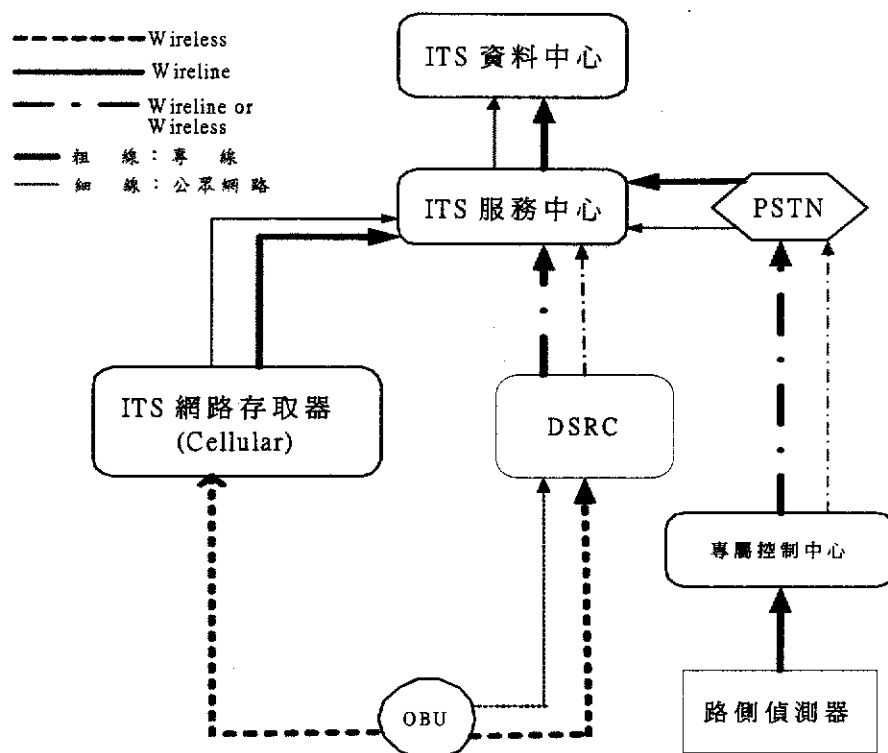 Wireless
Wireline
Wireline or
Wireless
粗線：專線
細線：公眾網路
ITS 資料中心
ITS 服務中心
PSTN
ITS 網路存取器
(Cellular)
DSRC
專屬控制中心
OBU
路側偵測器